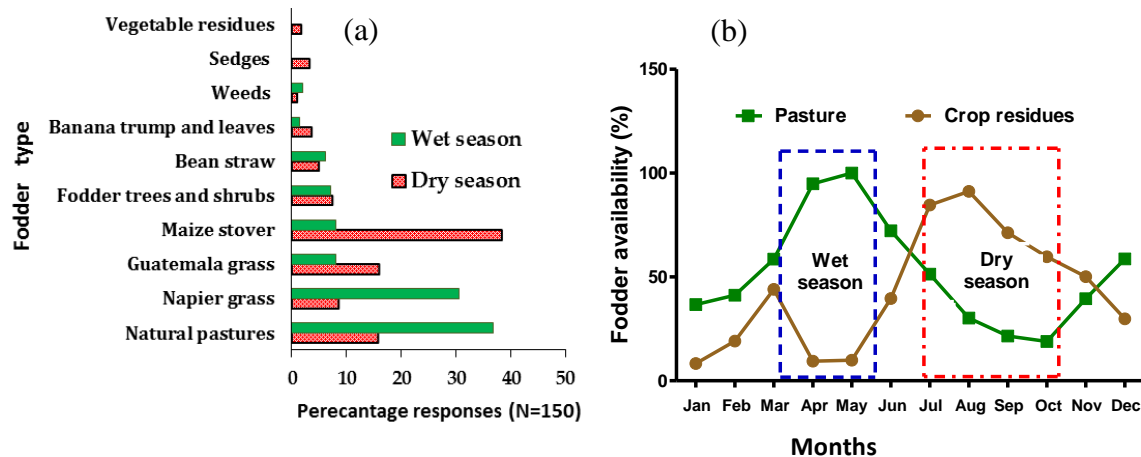 (a)
Fodder type
Vegetable residues
Sedges
Weeds
Banana trump and leaves
Bean straw
Fodder trees and shrubs
Maize stover
Guatemala grass
Napier grass
Natural pastures
Wet season
Dry season
0 10 20 30 40 50
Perecantage responses (N=150)
(b)
Fodder availability (%)
150
100
50
0
Pasture
Crop residues
Wet
season
Dry
season
Jan Feb Mar Apr May Jun Jul Aug Sep Oct Nov Dec
Months